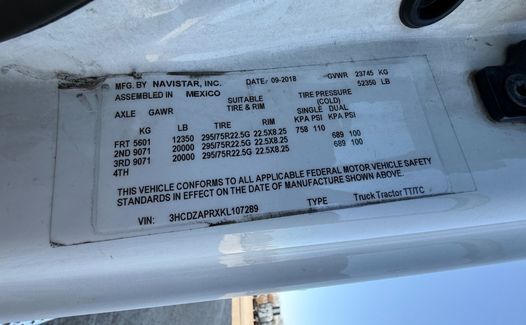 MFG. BY NAVISTAR, INC. DATE: 09-2018 GVWR 23745 KG
ASSEMBLED IN MEXICO 52350 LB
AXLE GAWR SUITABLE TIRE & RIM TIRE PRESSURE (COLD)
SINGLE DUAL
KG LB TIRE RIM KPA PSI KPA PSI
FRT 5601 12350 295/75R22.5G 22.5X8.25 758 110
2ND 9071 20000 295/75R22.5G 22.5X8.25 689 100
3RD 9071 20000 295/75R22.5G 22.5X8.25 689 100
4TH
THIS VEHICLE CONFORMS TO ALL APPLICABLE FEDERAL MOTOR VEHICLE SAFETY
STANDARDS IN EFFECT ON THE DATE OF MANUFACTURE SHOWN ABOVE.
VIN: 3HCDZAPRXKL107289 TYPE Truck Tractor TT/TC